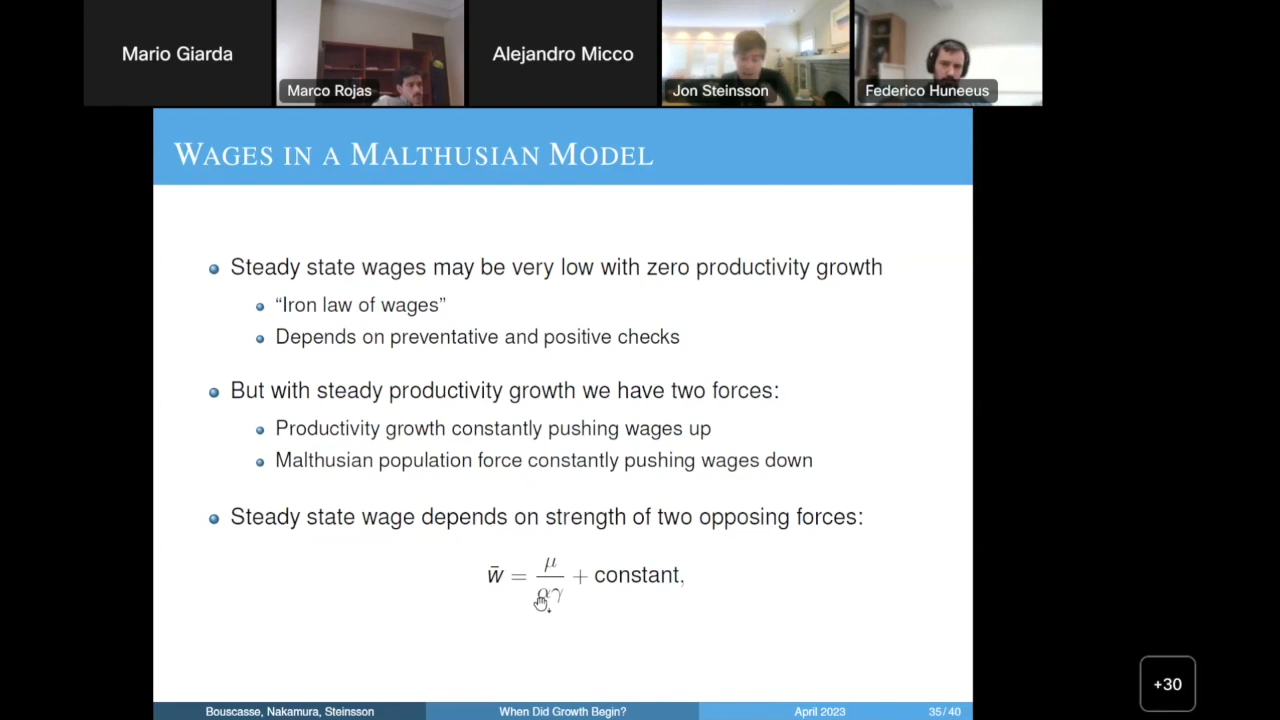 Mario Giarda
Marco Rojas
Alejandro Micco
Jon Steinsson
Federico Huneeus
WAGES IN A MALTHUSIAN MODEL
Steady state wages may be very low with zero productivity growth
“Iron law of wages”
Depends on preventative and positive checks
But with steady productivity growth we have two forces:
Productivity growth constantly pushing wages up
Malthusian population force constantly pushing wages down
Steady state wage depends on strength of two opposing forces:
w̄ = μ / αγ + constant,
+30
Bouscasse, Nakamura, Steinsson
When Did Growth Begin?
April 2023
35 / 40